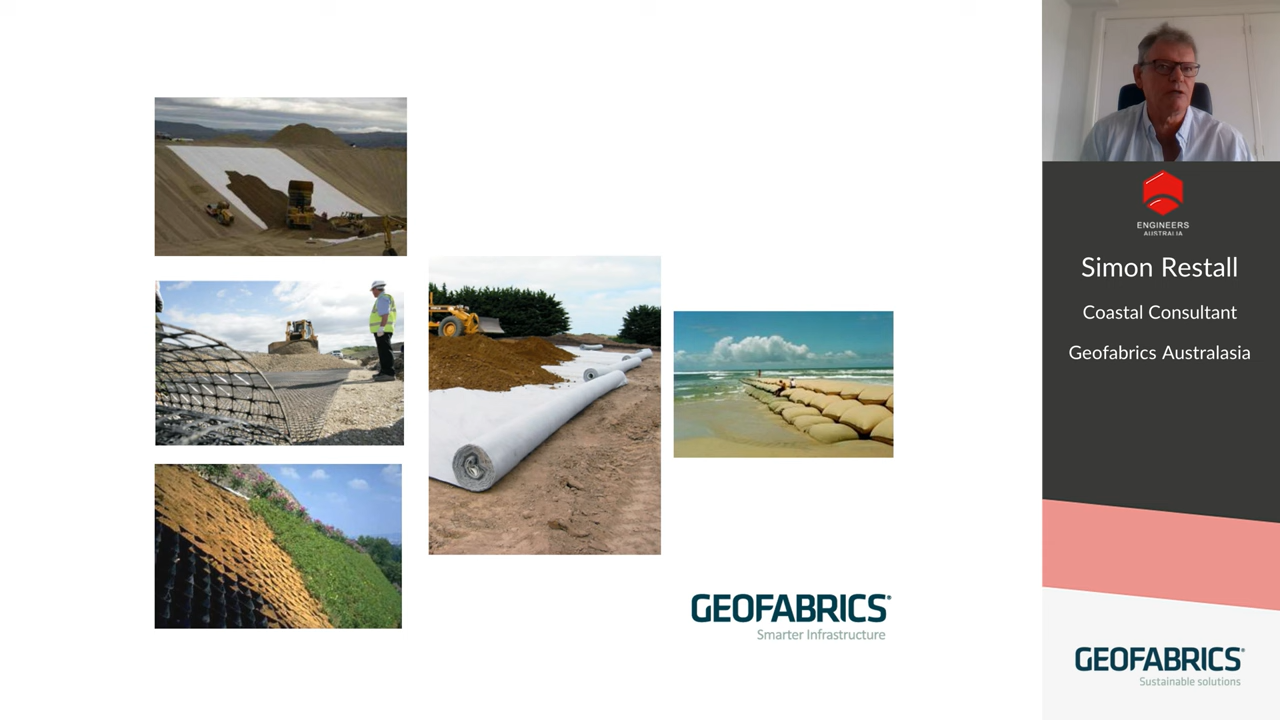 ENGINEERS
AUSTRALIA
Simon Restall
Coastal Consultant
Geofabrics Australasia
GEOFABRICS®
Smarter Infrastructure
GEOFABRICS®
Sustainable solutions